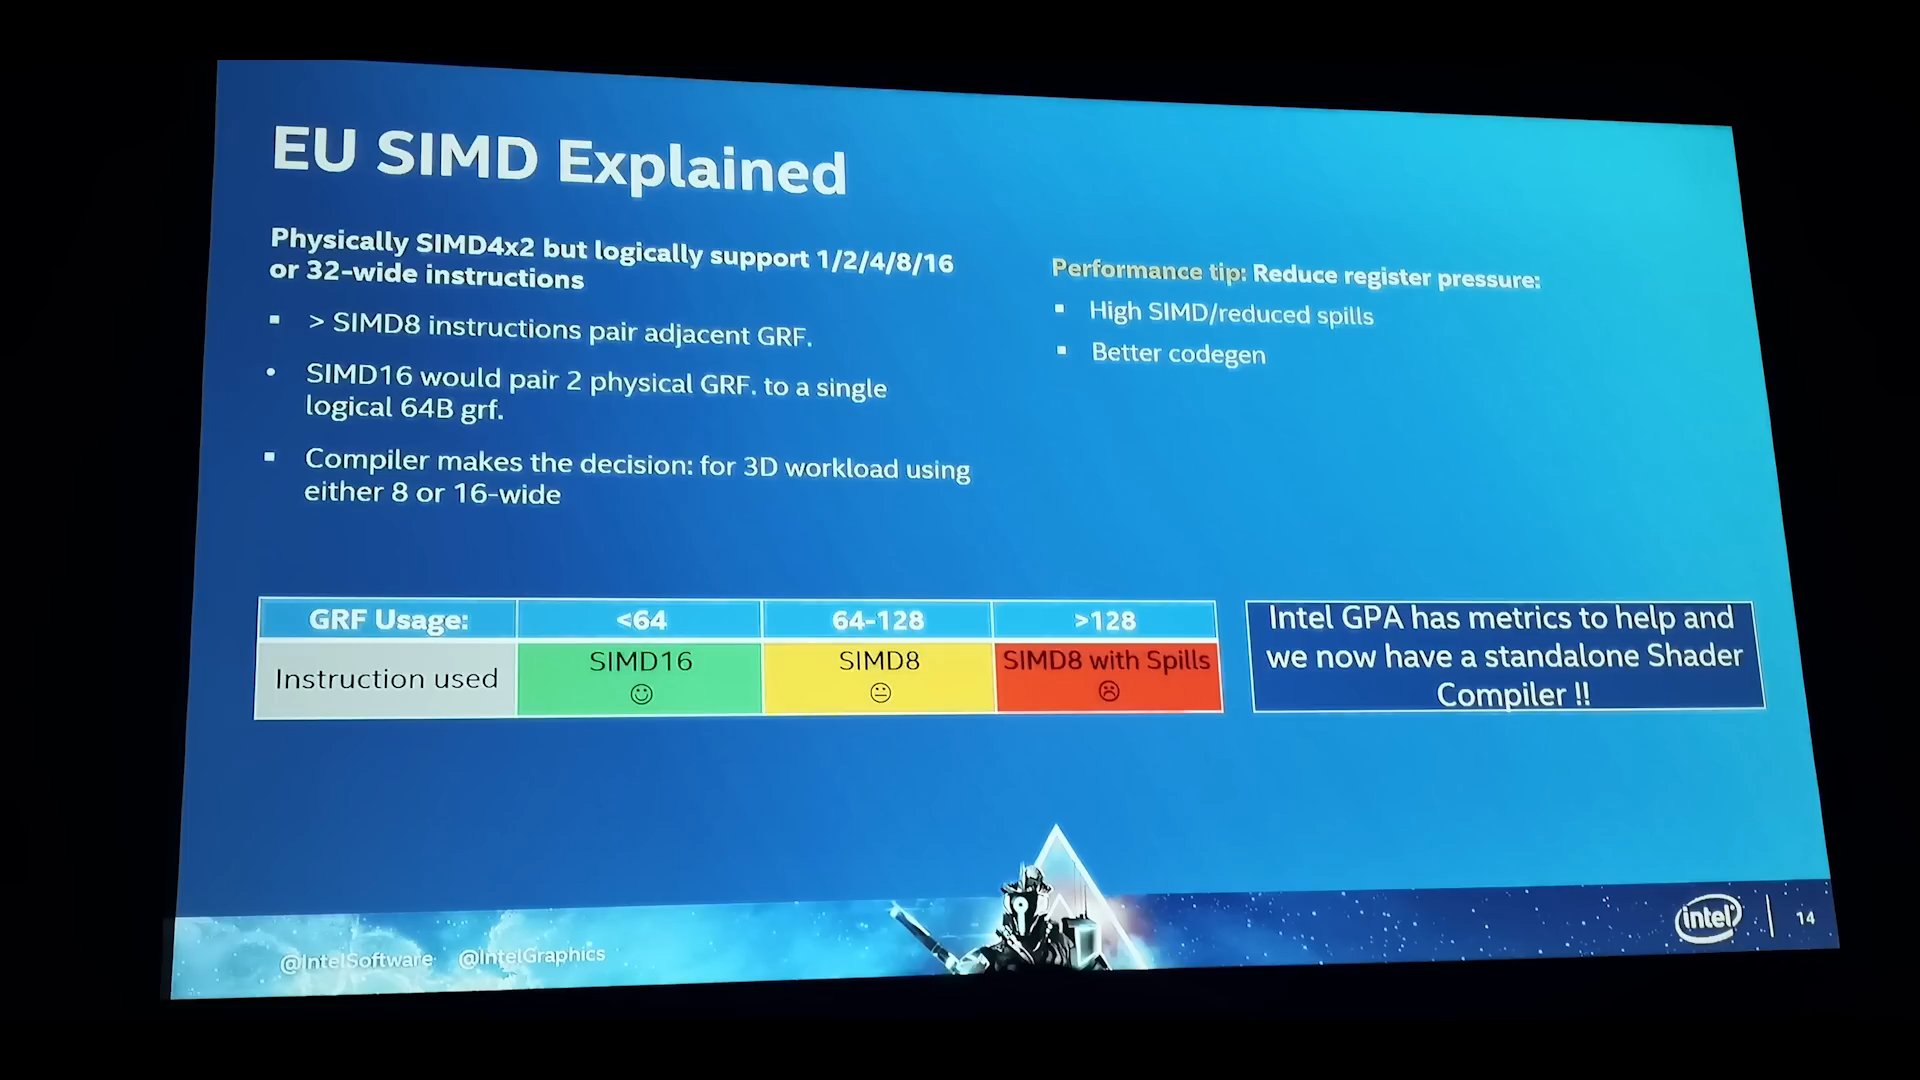 EU SIMD Explained
Physically SIMD4x2 but logically support 1/2/4/8/16
or 32-wide instructions
▪ > SIMD8 instructions pair adjacent GRF.
• SIMD16 would pair 2 physical GRF. to a single
logical 64B grf.
▪ Compiler makes the decision: for 3D workload using
either 8 or 16-wide
Performance tip: Reduce register pressure:
▪ High SIMD/reduced spills
▪ Better codegen
GRF Usage: <64 64-128 >128
Instruction used SIMD16 ☺ SIMD8 😐 SIMD8 with Spills ☹
Intel GPA has metrics to help and
we now have a standalone Shader
Compiler !!
@IntelSoftware @IntelGraphics
intel 14